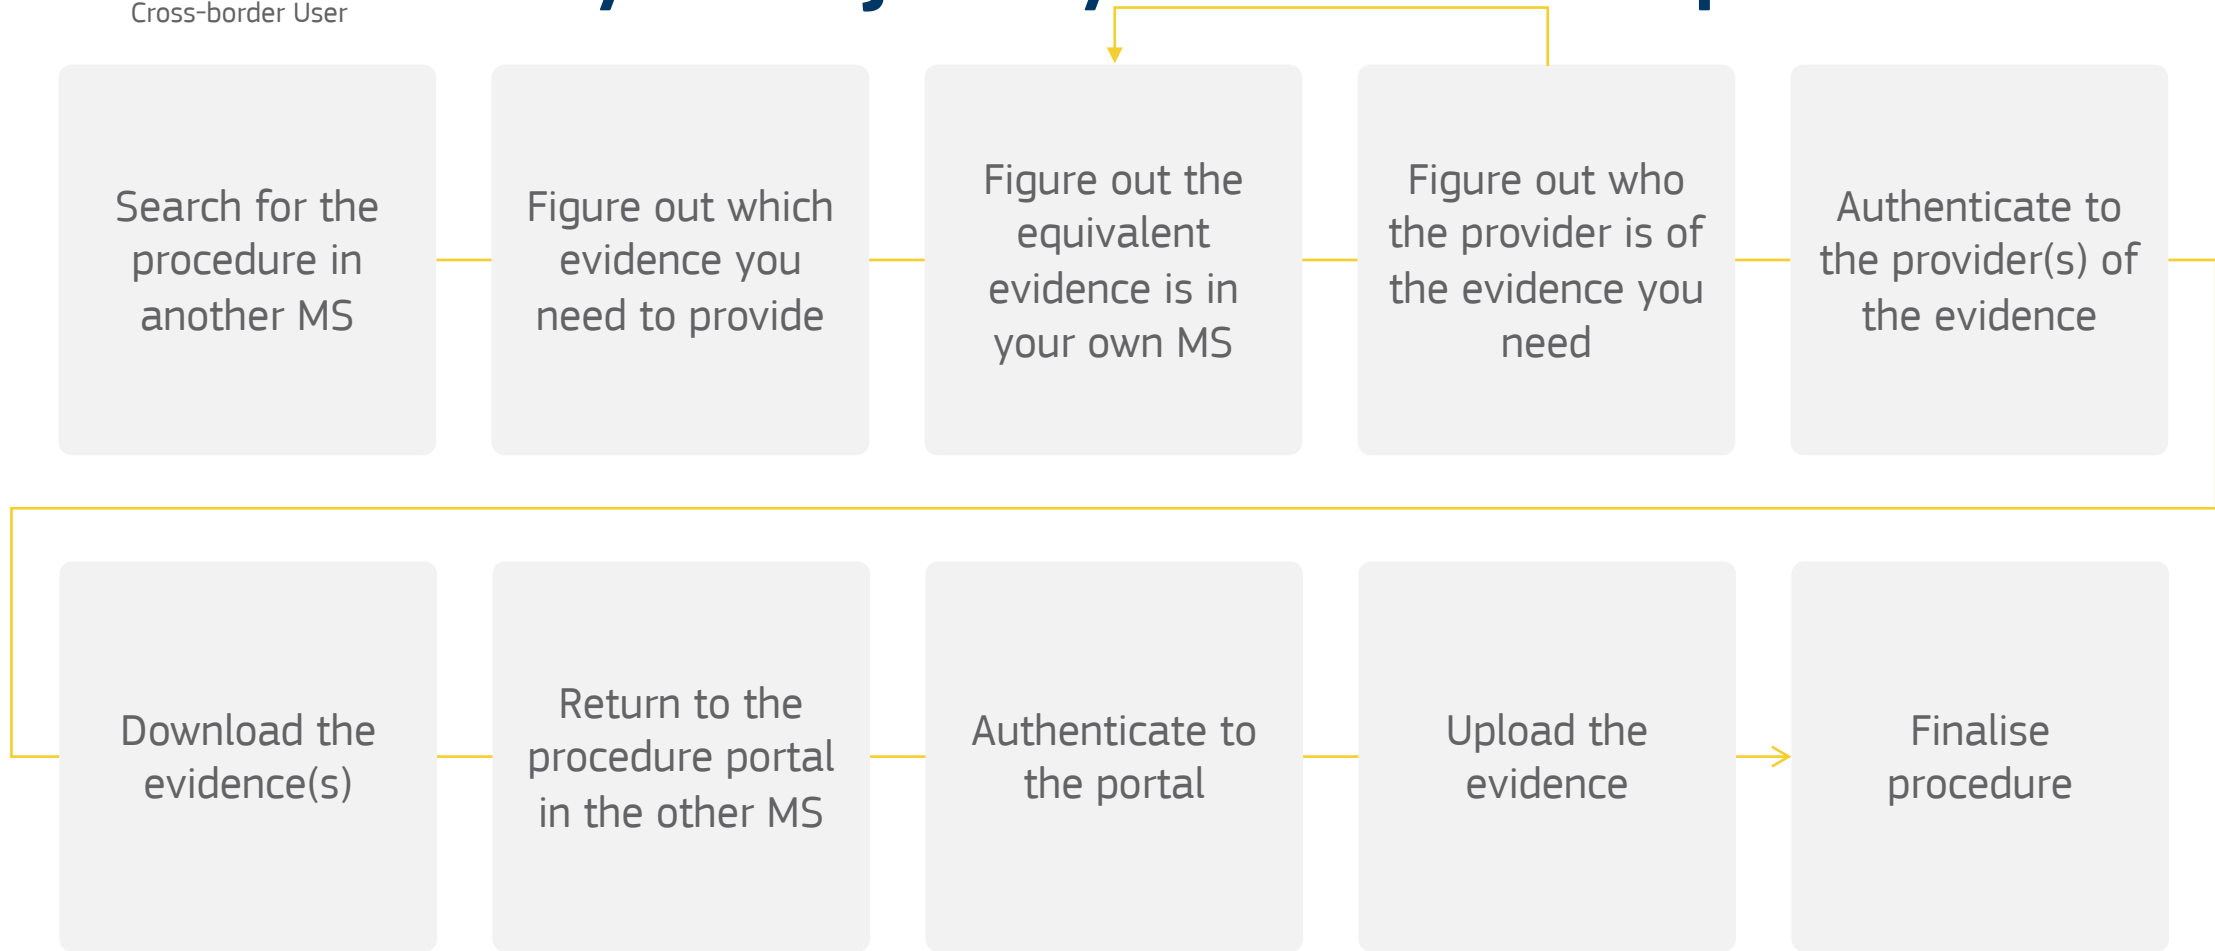 Cross-border User
Search for the
procedure in
another MS
Figure out which
evidence you
need to provide
Figure out the
equivalent
evidence is in
your own MS
Figure out who
the provider is of
the evidence you
need
Authenticate to
the provider(s) of
the evidence
Download the
evidence(s)
Return to the
procedure portal
in the other MS
Authenticate to
the portal
Upload the
evidence
Finalise
procedure